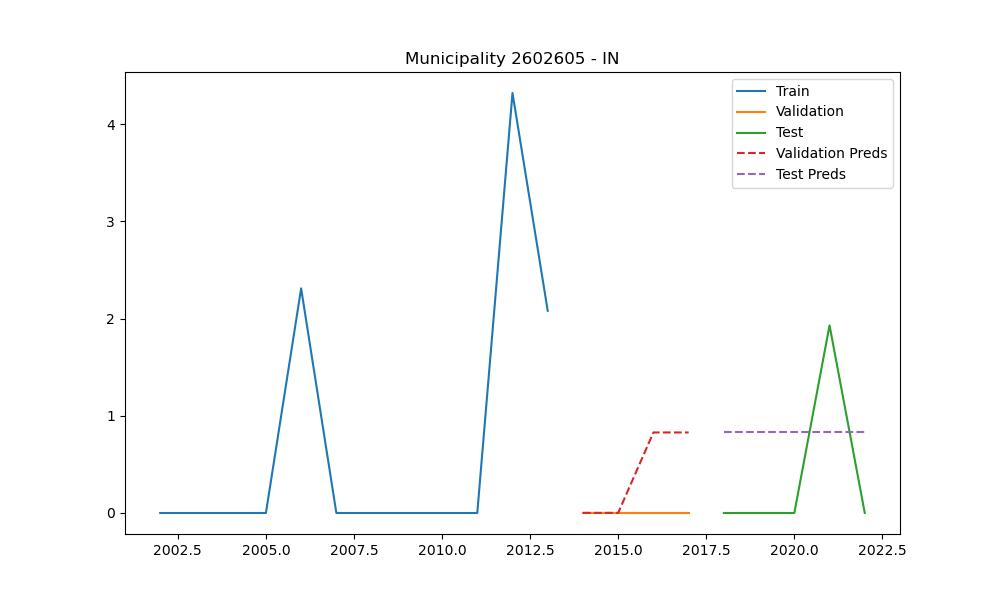 Municipality 2602605 - IN
Train
Validation
Test
Validation Preds
Test Preds
4
3
2
1
0
2002.5 2005.0 2007.5 2010.0 2012.5 2015.0 2017.5 2020.0 2022.5